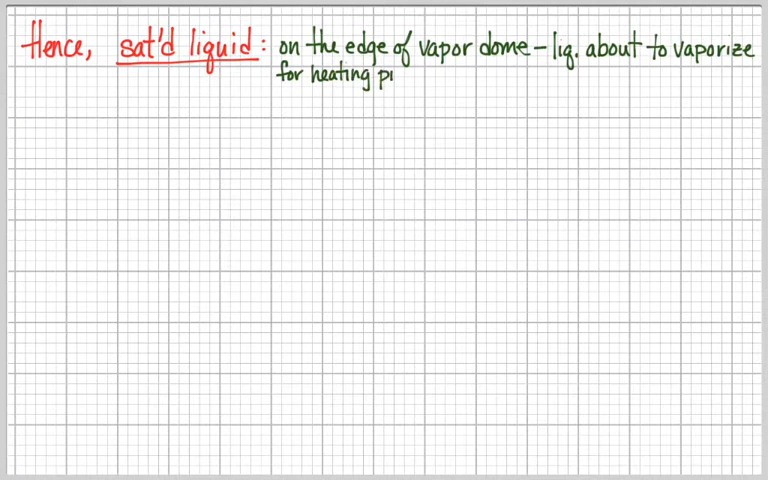 Hence, sat'd liquid: on the edge of vapor dome - liq. about to vaporize
for heating